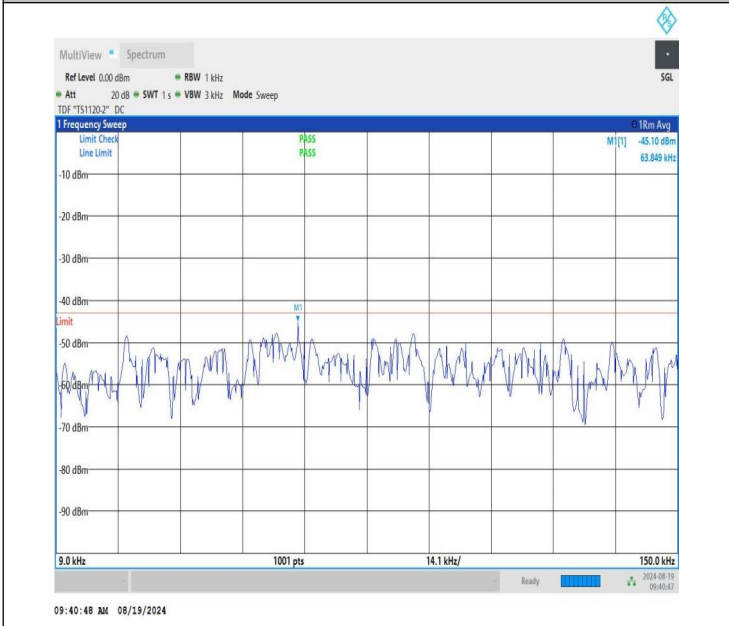 R S
MultiView Spectrum
Ref Level 0.00 dBm RBW 1 kHz SGL
Att 20 dB SWT 1 s VBW 3 kHz Mode Sweep
TDF "TS1120-2" DC
1 Frequency Sweep 1Rm Avg
Limit Check PASS M1[1] -45.10 dBm
Line Limit PASS 63.849 kHz
-10 dBm
-20 dBm
-30 dBm
-40 dBm
M1
Limit
-50 dBm
-60 dBm
-70 dBm
-80 dBm
-90 dBm
9.0 kHz 1001 pts 14.1 kHz/ 150.0 kHz
Ready 2024-08-19
09:40:47
09:40:48 AM 08/19/2024